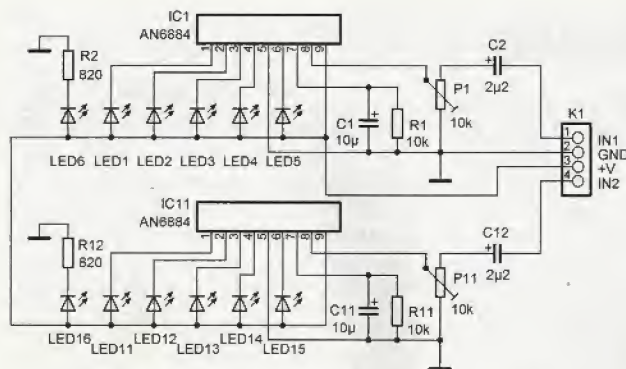 IC1
AN6884
1 2 3 4 5 6 7 8 9
R2
820
C2
2µ2
P1
10k
C1
10µ
R1
10k
K1
1 IN1
2 GND
3 +V
4 IN2
LED6 LED1 LED2 LED3 LED4 LED5
IC11
AN6884
1 2 3 4 5 6 7 8 9
R12
820
C12
2µ2
P11
10k
C11
10µ
R11
10k
LED16 LED11 LED12 LED13 LED14 LED15